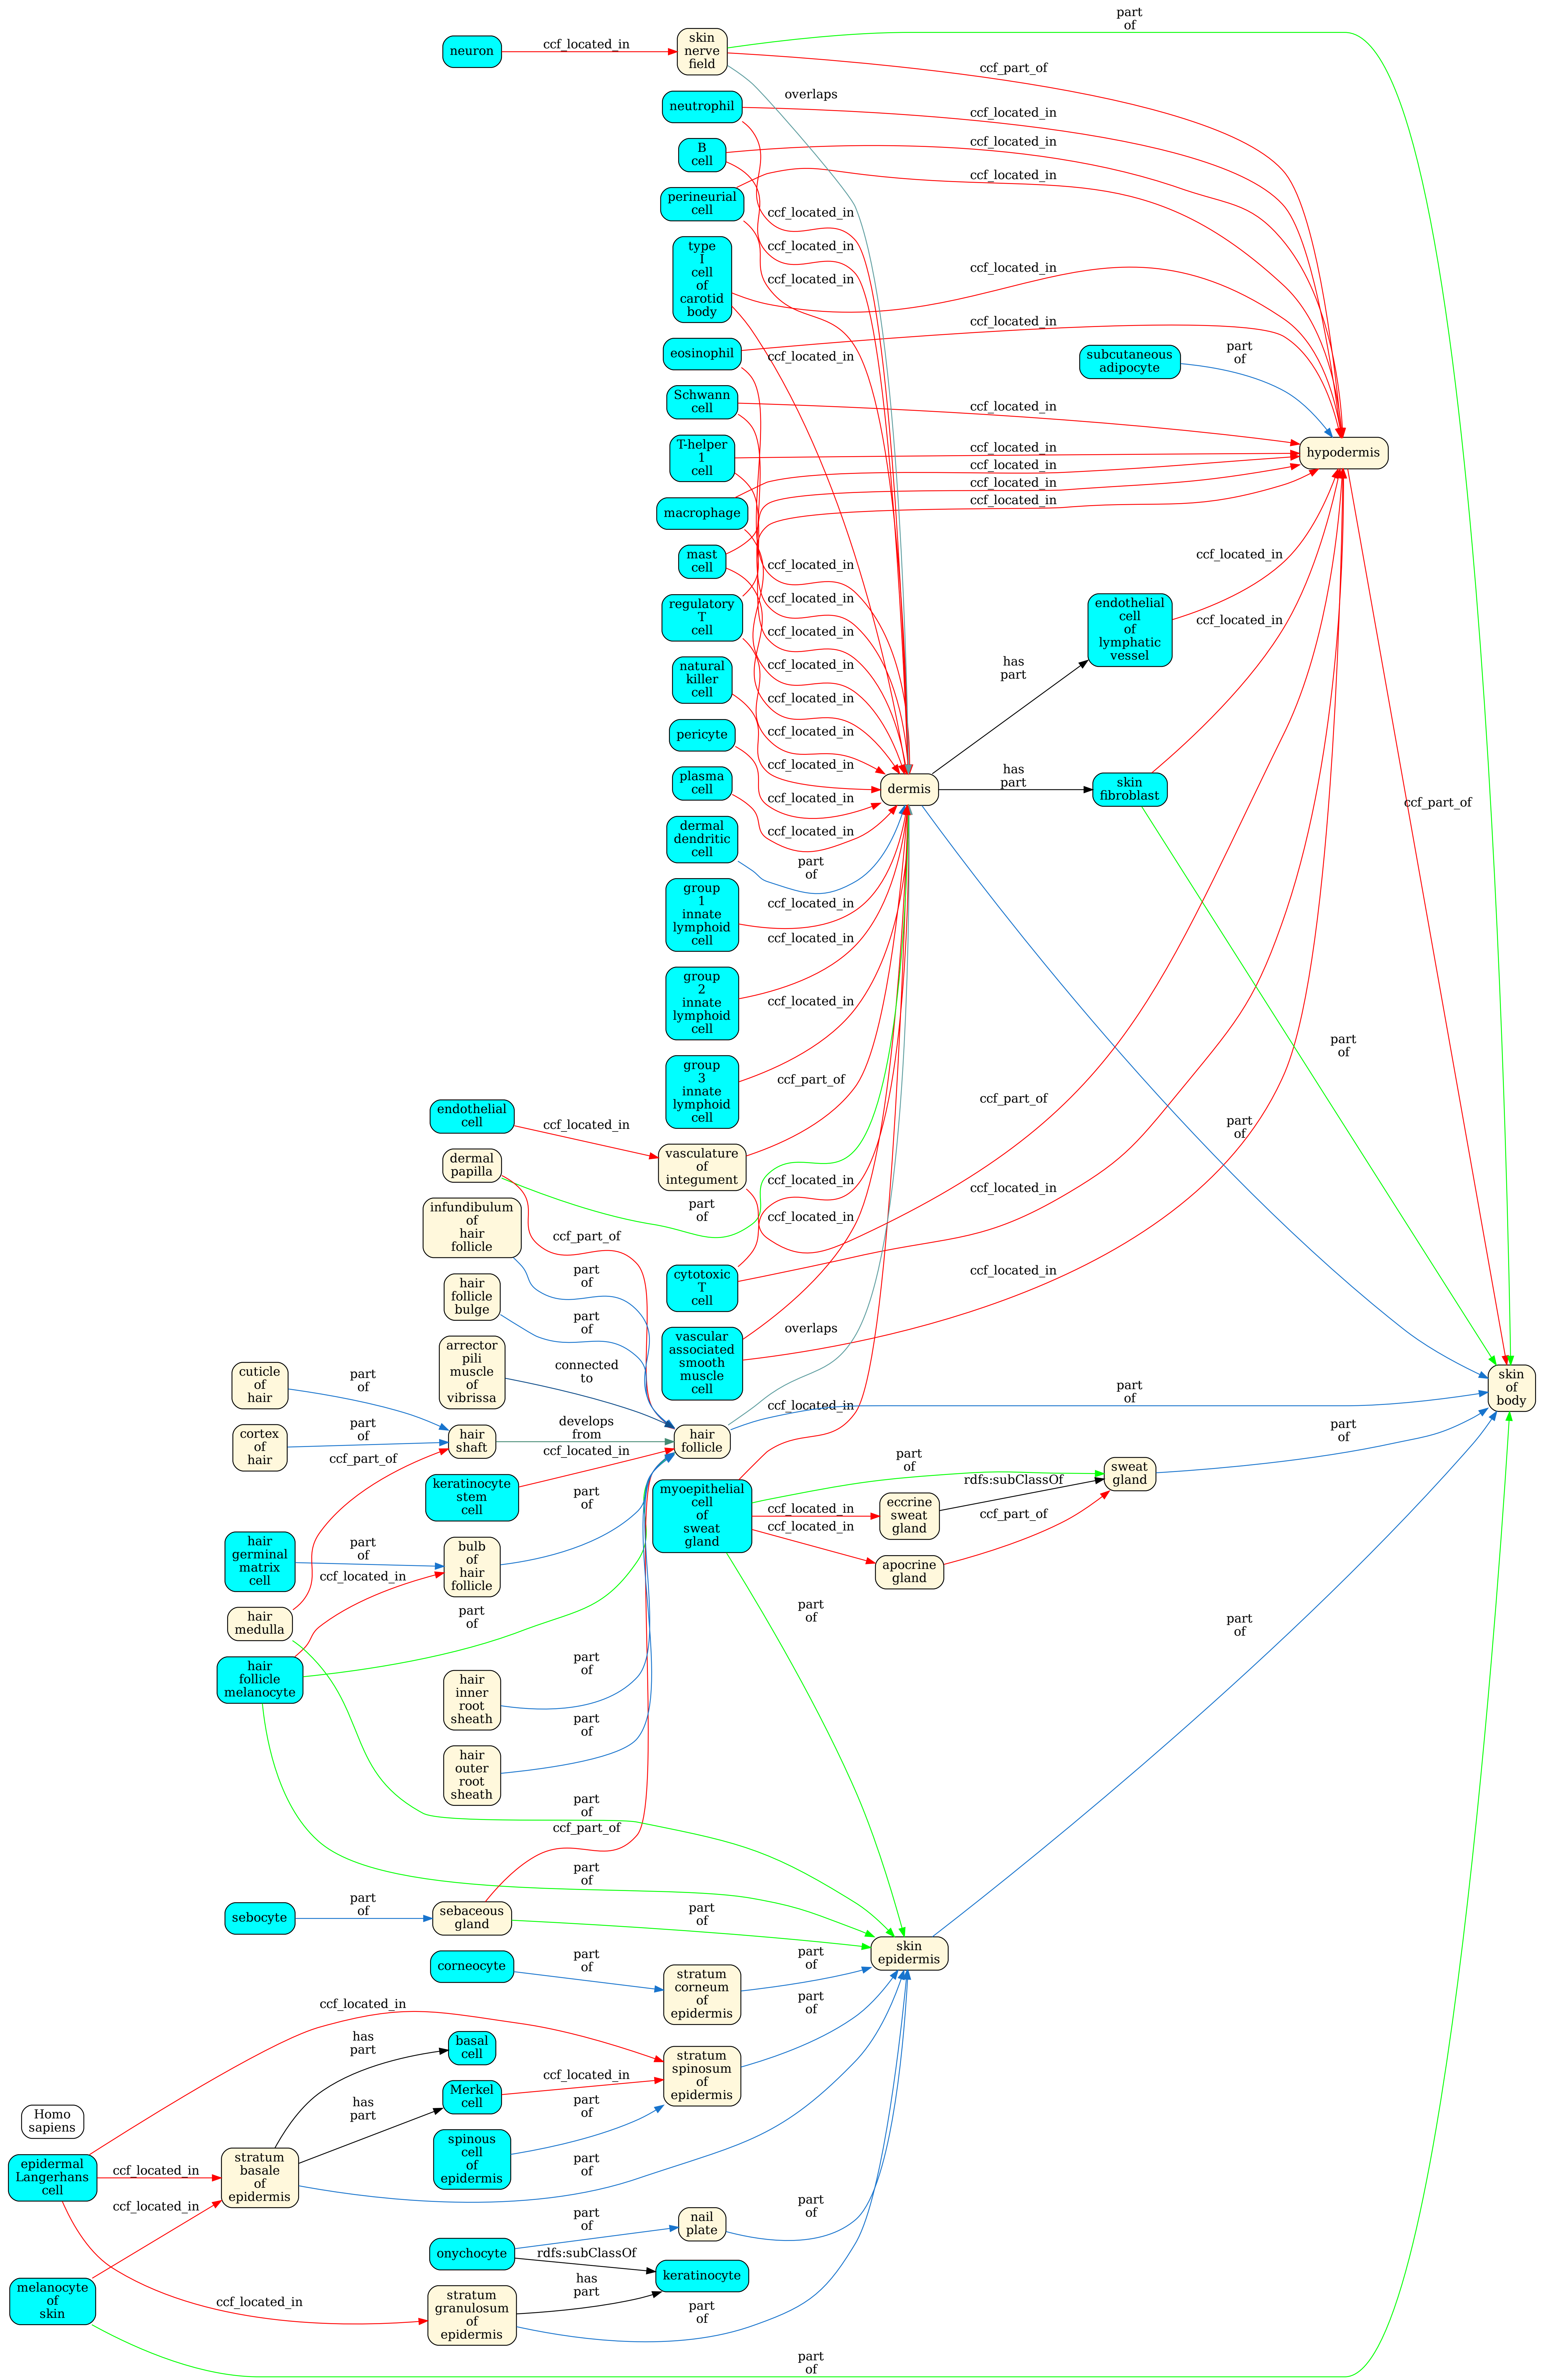 part
of
neuron
ccf_located_in
skin
nerve
field
ccf_part_of
overlaps
neutrophil
ccf_located_in
B
cell
ccf_located_in
perineurial
cell
ccf_located_in
ccf_located_in
ccf_located_in
ccf_located_in
type
I
cell
of
carotid
body
ccf_located_in
ccf_located_in
eosinophil
ccf_located_in
subcutaneous
adipocyte
part
of
Schwann
cell
ccf_located_in
T-helper
1
cell
ccf_located_in
hypodermis
macrophage
ccf_located_in
ccf_located_in
ccf_located_in
mast
cell
ccf_located_in
ccf_located_in
regulatory
T
cell
ccf_located_in
ccf_located_in
endothelial
cell
of
lymphatic
vessel
ccf_located_in
ccf_located_in
natural
killer
cell
ccf_located_in
has
part
pericyte
ccf_located_in
ccf_located_in
plasma
cell
ccf_located_in
ccf_located_in
dermis
has
part
skin
fibroblast
ccf_part_of
dermal
dendritic
cell
part
of
group
1
innate
lymphoid
cell
ccf_located_in
group
2
innate
lymphoid
cell
ccf_located_in
group
3
innate
lymphoid
cell
ccf_located_in
part
of
endothelial
cell
ccf_located_in
vasculature
of
integument
ccf_part_of
ccf_part_of
part
of
dermal
papilla
part
of
ccf_part_of
infundibulum
of
hair
follicle
part
of
ccf_located_in
ccf_located_in
ccf_located_in
cytotoxic
T
cell
hair
follicle
bulge
part
of
ccf_located_in
vascular
associated
smooth
muscle
cell
overlaps
arrector
pili
muscle
of
vibrissa
connected
to
cuticle
of
hair
part
of
skin
of
body
part
of
ccf_located_in
cortex
of
hair
part
of
hair
shaft
develops
from
hair
follicle
ccf_part_of
ccf_located_in
keratinocyte
stem
cell
part
of
myoepithelial
cell
of
sweat
gland
part
of
sweat
gland
part
of
rdfs:subClassOf
ccf_located_in
eccrine
sweat
gland
ccf_located_in
ccf_part_of
apocrine
gland
hair
germinal
matrix
cell
part
of
bulb
of
hair
follicle
ccf_located_in
hair
medulla
part
of
part
of
part
of
hair
follicle
melanocyte
hair
inner
root
sheath
part
of
hair
outer
root
sheath
part
of
part
of
ccf_part_of
part
of
sebocyte
part
of
sebaceous
gland
part
of
skin
epidermis
corneocyte
part
of
stratum
corneum
of
epidermis
part
of
part
of
ccf_located_in
has
part
basal
cell
stratum
spinosum
of
epidermis
Merkel
cell
ccf_located_in
has
part
part
of
Homo
sapiens
spinous
cell
of
epidermis
epidermal
Langerhans
cell
ccf_located_in
stratum
basale
of
epidermis
part
of
ccf_located_in
nail
plate
part
of
part
of
onychocyte
rdfs:subClassOf
keratinocyte
melanocyte
of
skin
ccf_located_in
stratum
granulosum
of
epidermis
has
part
part
of
part
of